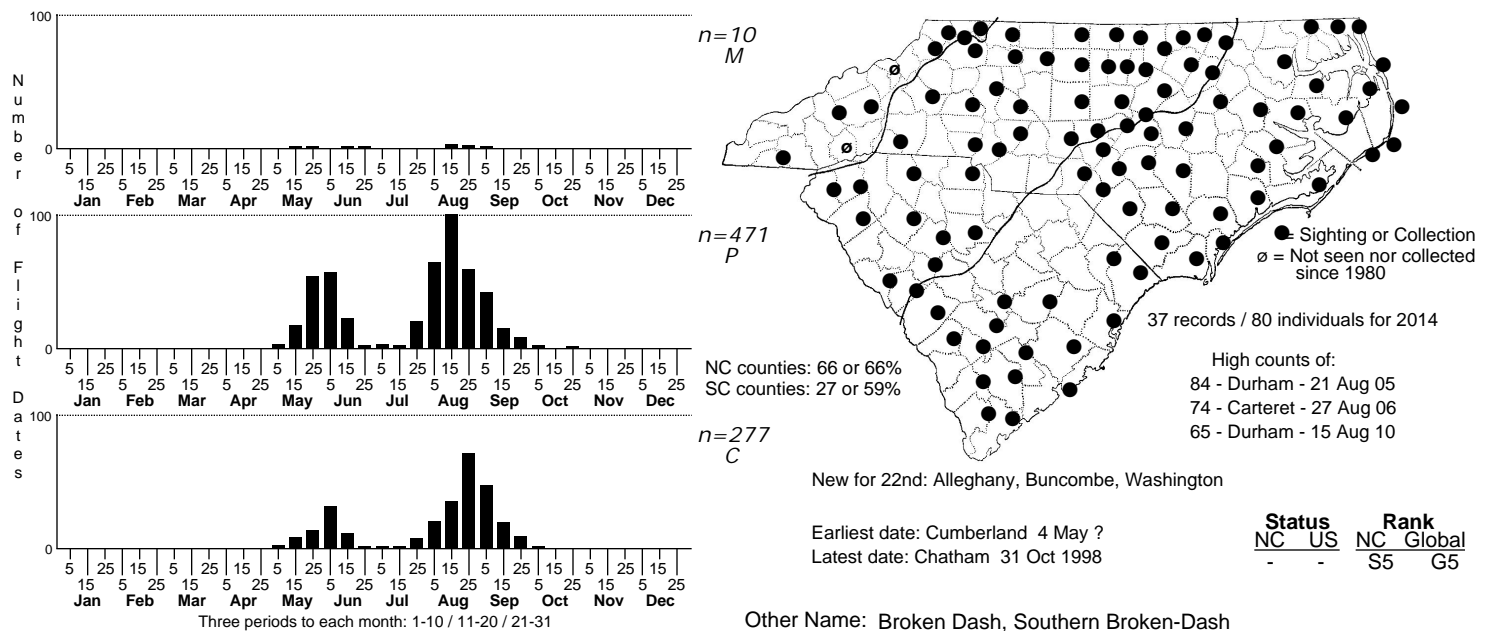 Number of Flight Dates
100
0
n=10
M
5 15 25 5 15 25 5 15 25 5 15 25 5 15 25 5 15 25 5 15 25 5 15 25 5 15 25 5 15 25 5 15 25 5 15 25
Jan Feb Mar Apr May Jun Jul Aug Sep Oct Nov Dec
100
0
n=471
P
5 15 25 5 15 25 5 15 25 5 15 25 5 15 25 5 15 25 5 15 25 5 15 25 5 15 25 5 15 25 5 15 25 5 15 25
Jan Feb Mar Apr May Jun Jul Aug Sep Oct Nov Dec
100
0
n=277
C
5 15 25 5 15 25 5 15 25 5 15 25 5 15 25 5 15 25 5 15 25 5 15 25 5 15 25 5 15 25 5 15 25 5 15 25
Jan Feb Mar Apr May Jun Jul Aug Sep Oct Nov Dec
Three periods to each month: 1-10 / 11-20 / 21-31
ø
ø
= Sighting or Collection
ø = Not seen nor collected
since 1980
37 records / 80 individuals for 2014
NC counties: 66 or 66%
SC counties: 27 or 59%
High counts of:
84 - Durham - 21 Aug 05
74 - Carteret - 27 Aug 06
65 - Durham - 15 Aug 10
New for 22nd: Alleghany, Buncombe, Washington
Earliest date: Cumberland 4 May ?
Latest date: Chatham 31 Oct 1998
Status Rank
NC US NC Global
- - S5 G5
Other Name: Broken Dash, Southern Broken-Dash